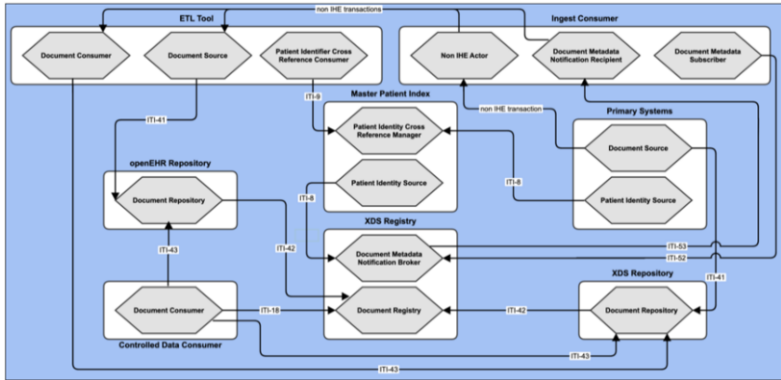 non IHE transactions
ETL Tool
Ingest Consumer
Document Consumer
Document Source
Patient Identifier Cross
Reference Consumer
Non IHE Actor
Document Metadata
Notification Recipient
Document Metadata
Subscriber
ITI-9
Master Patient Index
non IHE transaction
Primary Systems
ITI-41
Patient Identity Cross
Reference Manager
Document Source
openEHR Repository
Patient Identity Source
ITI-8
Patient Identity Source
Document Repository
ITI-8
XDS Registry
ITI-43
ITI-42
Document Metadata
Notification Broker
ITI-53
ITI-52
XDS Repository
ITI-41
Document Consumer
ITI-18
Document Registry
ITI-42
Document Repository
Controlled Data Consumer
ITI-43
ITI-43